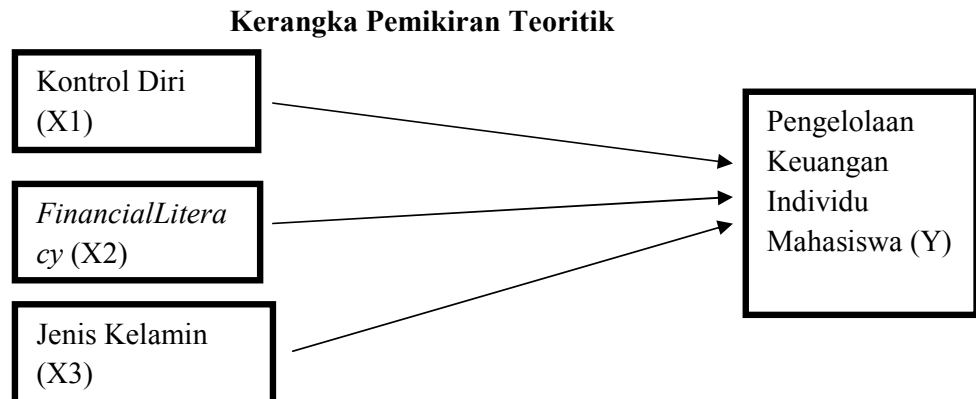 Kerangka Pemikiran Teoritik
Kontrol Diri
(X1)
FinancialLitera
cy (X2)
Jenis Kelamin
(X3)
Pengelolaan
Keuangan
Individu
Mahasiswa (Y)